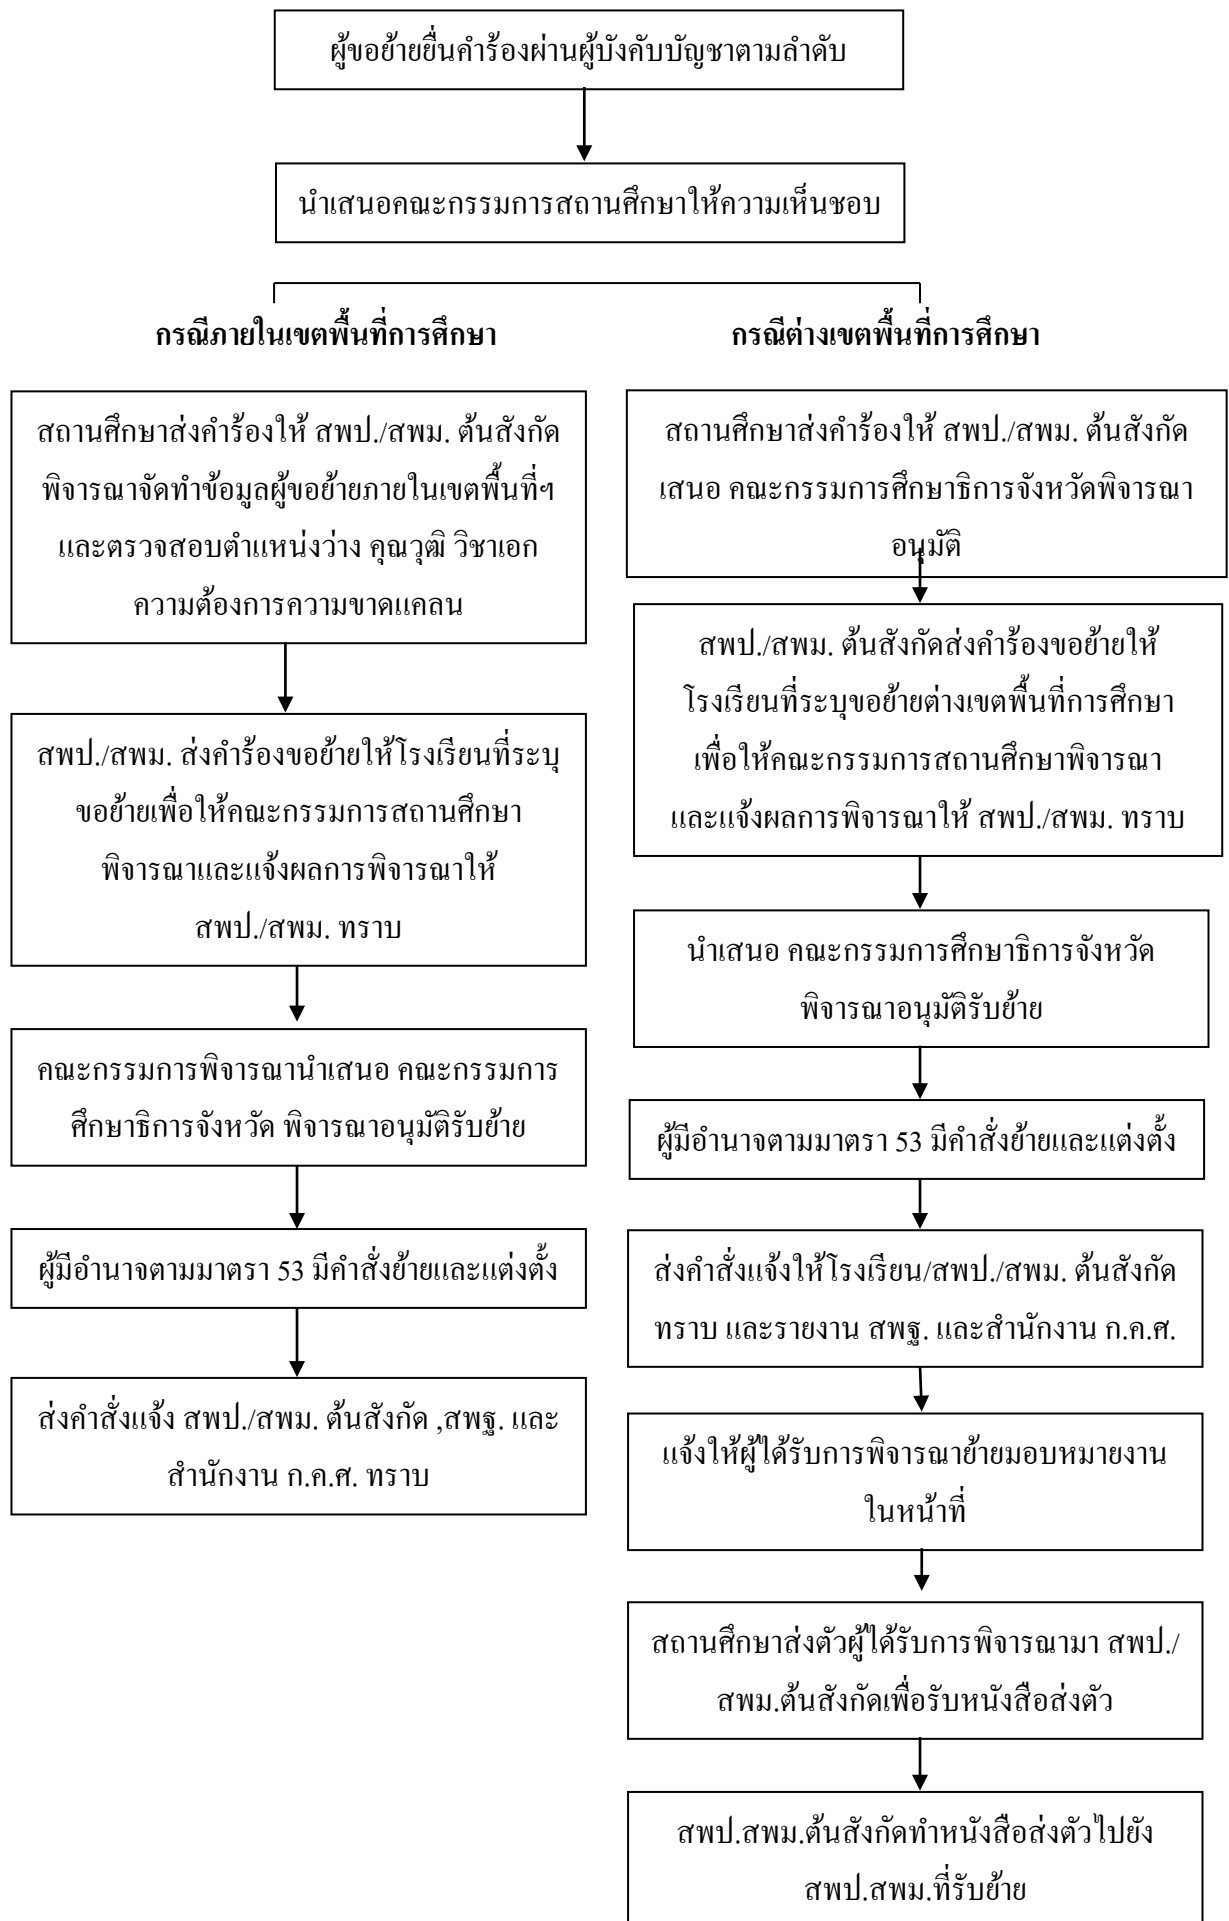 ผู้ขอย้ายยื่นคำร้องผ่านผู้บังคับบัญชาตามลำดับ
นำเสนอคณะกรรมการสถานศึกษาให้ความเห็นชอบ
กรณีภายในเขตพื้นที่การศึกษา
สถานศึกษาส่งคำร้องให้ สพป./สพม. ต้นสังกัด
พิจารณาจัดทำข้อมูลผู้ขอย้ายภายในเขตพื้นที่ฯ
และตรวจสอบตำแหน่งว่าง คุณวุฒิ วิชาเอก
ความต้องการความขาดแคลน
สพป./สพม. ส่งคำร้องขอย้ายให้โรงเรียนที่ระบุ
ขอย้ายเพื่อให้คณะกรรมการสถานศึกษา
พิจารณาและแจ้งผลการพิจารณาให้
สพป./สพม. ทราบ
คณะกรรมการพิจารณานำเสนอ คณะกรรมการ
ศึกษาธิการจังหวัด พิจารณาอนุมัติรับย้าย
ผู้มีอำนาจตามมาตรา 53 มีคำสั่งย้ายและแต่งตั้ง
ส่งคำสั่งแจ้ง สพป./สพม. ต้นสังกัด ,สพฐ. และ
สำนักงาน ก.ค.ศ. ทราบ
กรณีต่างเขตพื้นที่การศึกษา
สถานศึกษาส่งคำร้องให้ สพป./สพม. ต้นสังกัด
เสนอ คณะกรรมการศึกษาธิการจังหวัดพิจารณา
อนุมัติ
สพป./สพม. ต้นสังกัดส่งคำร้องขอย้ายให้
โรงเรียนที่ระบุขอย้ายต่างเขตพื้นที่การศึกษา
เพื่อให้คณะกรรมการสถานศึกษาพิจารณา
และแจ้งผลการพิจารณาให้ สพป./สพม. ทราบ
นำเสนอ คณะกรรมการศึกษาธิการจังหวัด
พิจารณาอนุมัติรับย้าย
ผู้มีอำนาจตามมาตรา 53 มีคำสั่งย้ายและแต่งตั้ง
ส่งคำสั่งแจ้งให้โรงเรียน/สพป./สพม. ต้นสังกัด
ทราบ และรายงาน สพฐ. และสำนักงาน ก.ค.ศ.
แจ้งให้ผู้ได้รับการพิจารณาย้ายมอบหมายงาน
ในหน้าที่
สถานศึกษาส่งตัวผู้ได้รับการพิจารณามา สพป./
สพม.ต้นสังกัดเพื่อรับหนังสือส่งตัว
สพป.สพม.ต้นสังกัดทำหนังสือส่งตัวไปยัง
สพป.สพม.ที่รับย้าย